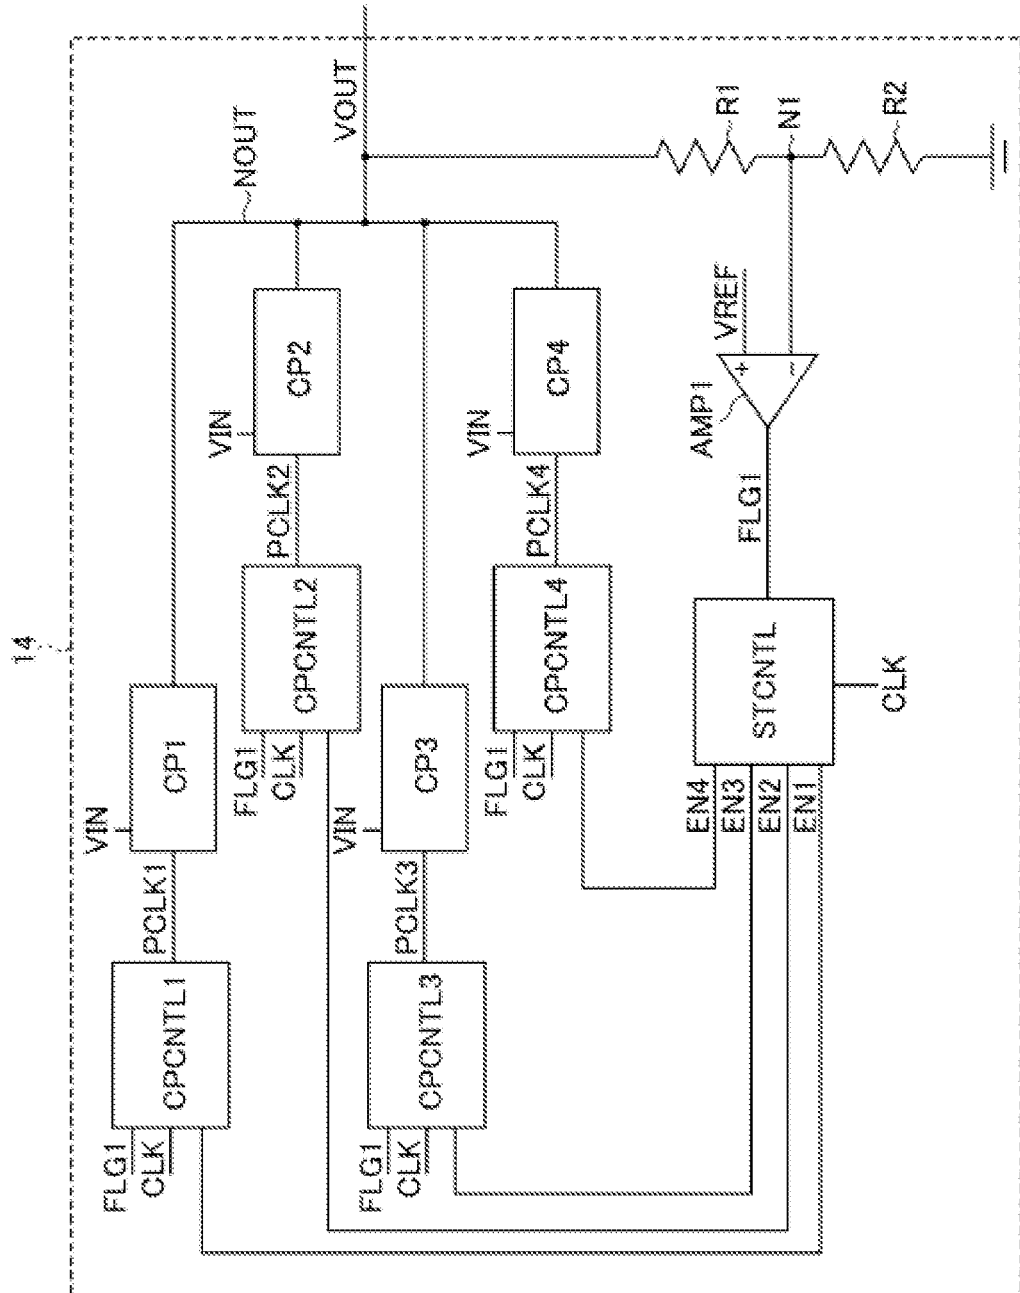 14
FLG1
CLK
CPCNTL1
PCLK1
VIN
CP1
NOUT
VOUT
FLG1
CLK
CPCNTL2
PCLK2
VIN
CP2
FLG1
CLK
CPCNTL3
PCLK3
VIN
CP3
FLG1
CLK
CPCNTL4
PCLK4
VIN
CP4
EN4
EN3
EN2
EN1
STCNTL
CLK
FLG1
AMP1
+
−
VREF
R1
N1
R2